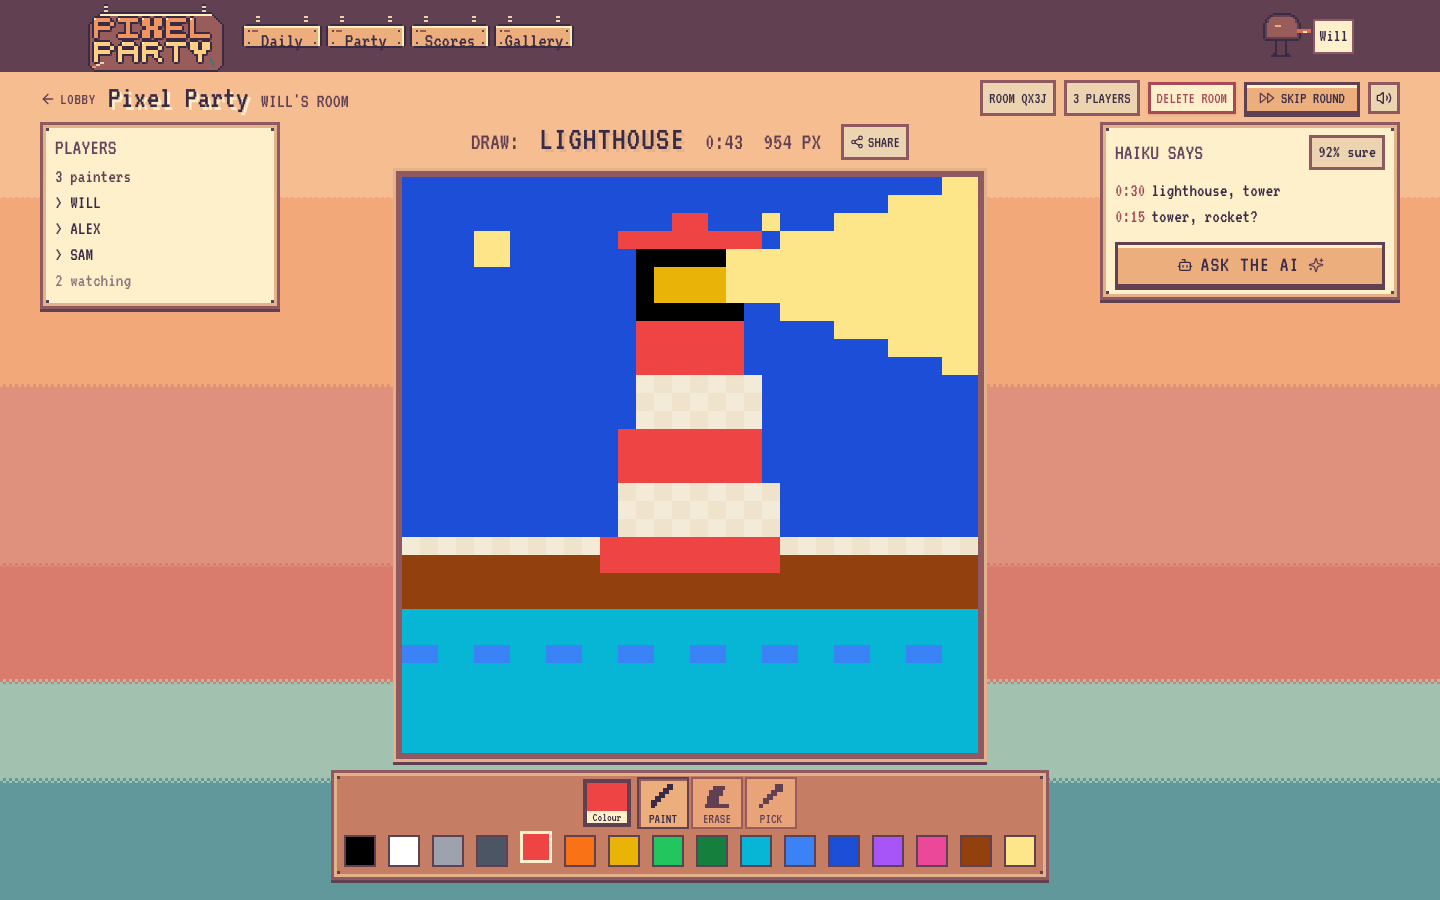 PIXEL
PARTY
Daily
Party
Scores
Gallery
Will
LOBBY
Pixel Party
WILL'S ROOM
ROOM QX3J
3 PLAYERS
DELETE ROOM
SKIP ROUND
PLAYERS
3 painters
> WILL
> ALEX
> SAM
2 watching
DRAW: LIGHTHOUSE 0:43 954 PX
SHARE
HAIKU SAYS
92% sure
0:30 lighthouse, tower
0:15 tower, rocket?
ASK THE AI
Colour
PAINT
ERASE
PICK